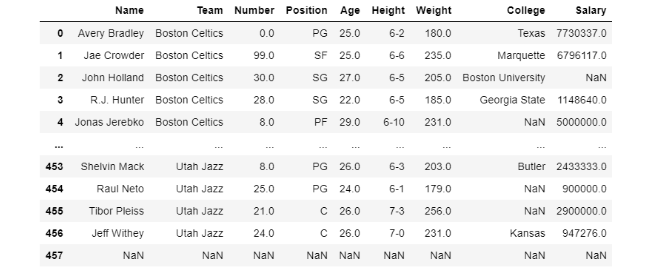 Name Team Number Position Age Height Weight College Salary
0 Avery Bradley Boston Celtics 0.0 PG 25.0 6-2 180.0 Texas 7730337.0
1 Jae Crowder Boston Celtics 99.0 SF 25.0 6-6 235.0 Marquette 6796117.0
2 John Holland Boston Celtics 30.0 SG 27.0 6-5 205.0 Boston University NaN
3 R.J. Hunter Boston Celtics 28.0 SG 22.0 6-5 185.0 Georgia State 1148640.0
4 Jonas Jerebko Boston Celtics 8.0 PF 29.0 6-10 231.0 NaN 5000000.0
... ... ... ... ... ... ... ... ... ...
453 Shelvin Mack Utah Jazz 8.0 PG 26.0 6-3 203.0 Butler 2433333.0
454 Raul Neto Utah Jazz 25.0 PG 24.0 6-1 179.0 NaN 900000.0
455 Tibor Pleiss Utah Jazz 21.0 C 26.0 7-3 256.0 NaN 2900000.0
456 Jeff Withey Utah Jazz 24.0 C 26.0 7-0 231.0 Kansas 947276.0
457 NaN NaN NaN NaN NaN NaN NaN NaN NaN